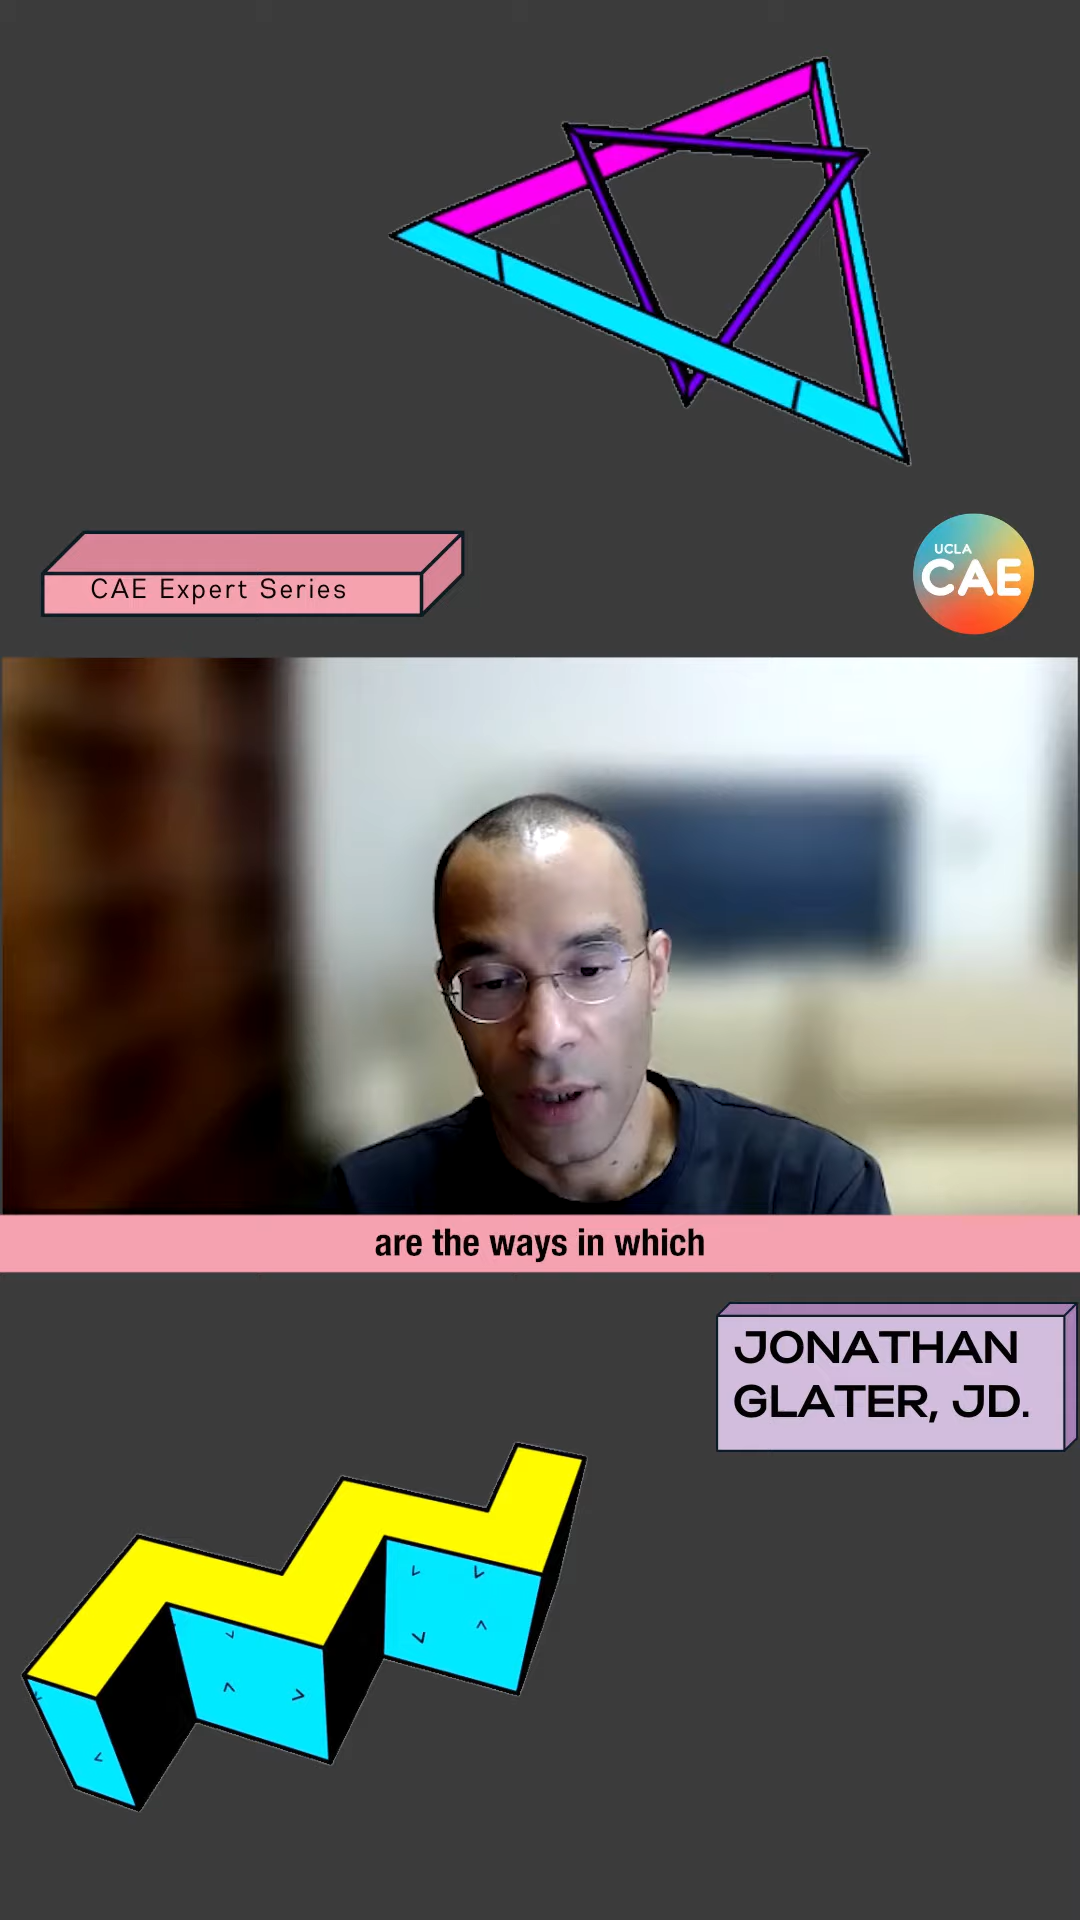 CAE Expert Series
UCLA
CAE
are the ways in which
JONATHAN
GLATER, JD.